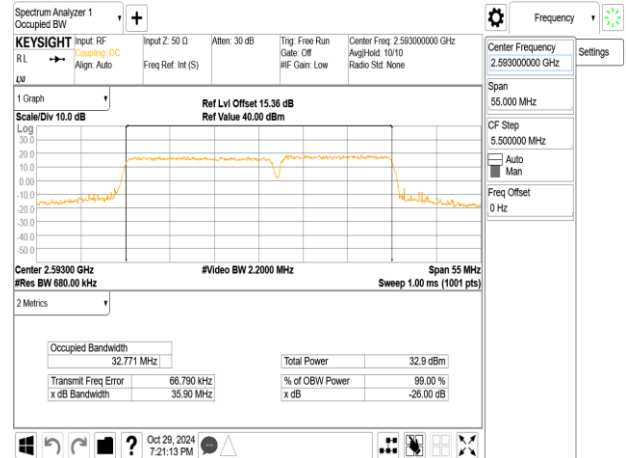 Spectrum Analyzer 1
Occupied BW
Frequency
KEYSIGHT
Input: RF
Input Z: 50 Ω
Atten: 30 dB
Trig: Free Run
Center Freq: 2.593000000 GHz
RL
Coupling: DC
Gate: Off
Avg|Hold: 10/10
Align: Auto
Freq Ref: Int (S)
#IF Gain: Low
Radio Std: None
LXI
Center Frequency
2.593000000 GHz
Settings
Span
55.000 MHz
CF Step
5.500000 MHz
Auto
Man
Freq Offset
0 Hz
1 Graph
Ref Lvl Offset 15.36 dB
Scale/Div 10.0 dB
Ref Value 40.00 dBm
Log
30.0
20.0
10.0
0.00
-10.0
-20.0
-30.0
-40.0
-50.0
Center 2.59300 GHz
#Video BW 2.2000 MHz
Span 55 MHz
#Res BW 680.00 kHz
Sweep 1.00 ms (1001 pts)
2 Metrics
Occupied Bandwidth
32.771 MHz
Total Power
32.9 dBm
Transmit Freq Error
66.790 kHz
% of OBW Power
99.00 %
x dB Bandwidth
35.90 MHz
x dB
-26.00 dB
?
Oct 29, 2024
7:21:13 PM